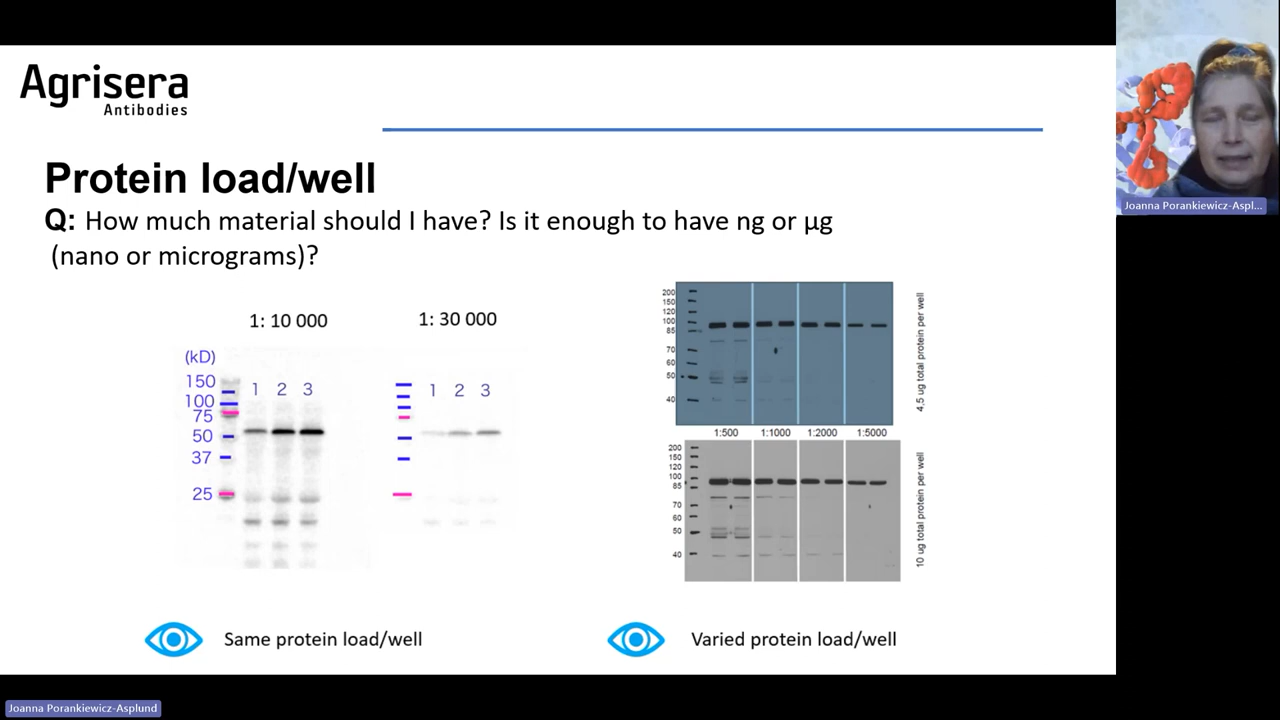 Agrisera
Antibodies
Protein load/well
Q: How much material should I have? Is it enough to have ng or µg
(nano or micrograms)?
1: 10 000
1: 30 000
(kD)
150
100
75
50
37
25
1 2 3
1 2 3
200
150
120
100
85
70
60
50
40
4,5 ug total protein per well
1:500 1:1000 1:2000 1:5000
200
150
120
100
85
70
60
50
40
10 ug total protein per well
Same protein load/well
Varied protein load/well
Joanna Porankiewicz-Aspl...
Joanna Porankiewicz-Asplund